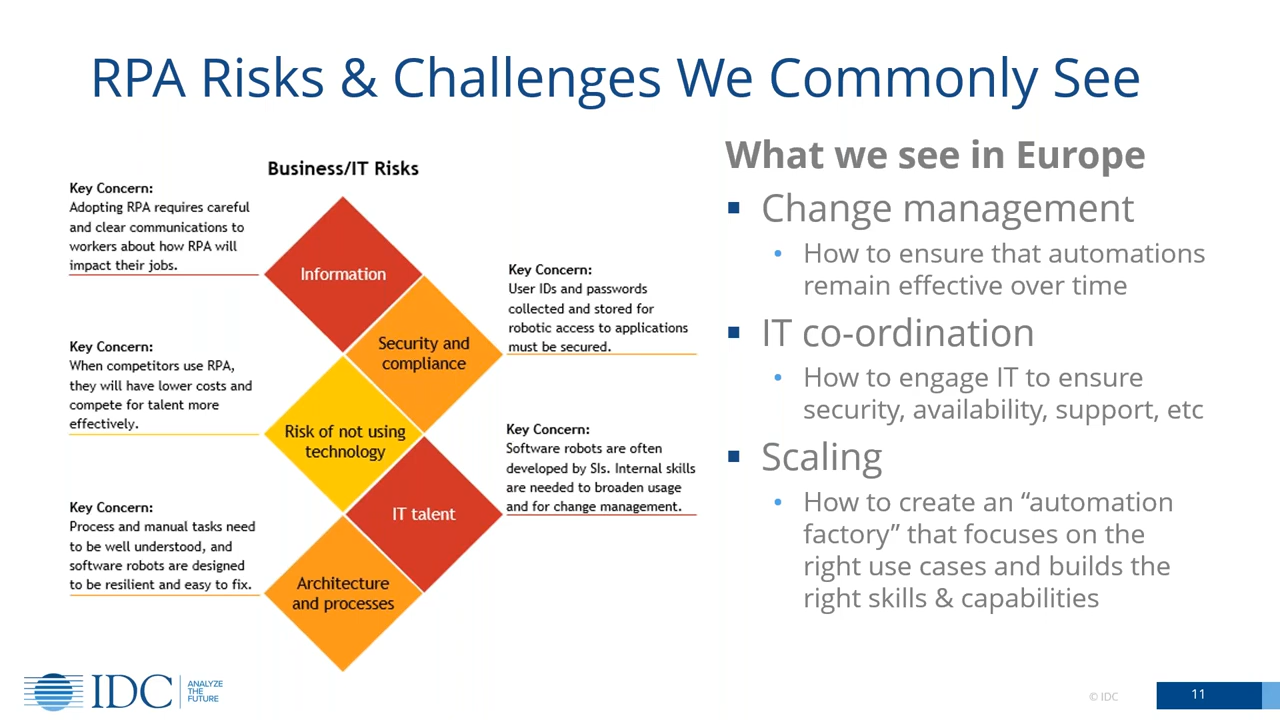 RPA Risks & Challenges We Commonly See
Business/IT Risks
Key Concern:
Adopting RPA requires careful
and clear communications to
workers about how RPA will
impact their jobs.
Information
Key Concern:
User IDs and passwords
collected and stored for
robotic access to applications
must be secured.
Security and
compliance
Key Concern:
When competitors use RPA,
they will have lower costs and
compete for talent more
effectively.
Risk of not using
technology
Key Concern:
Software robots are often
developed by SIs. Internal skills
are needed to broaden usage
and for change management.
IT talent
Key Concern:
Process and manual tasks need
to be well understood, and
software robots are designed
to be resilient and easy to fix.
Architecture
and processes
What we see in Europe
▪ Change management
• How to ensure that automations
remain effective over time
▪ IT co-ordination
• How to engage IT to ensure
security, availability, support, etc
▪ Scaling
• How to create an “automation
factory” that focuses on the
right use cases and builds the
right skills & capabilities
IDC
ANALYZE
THE
FUTURE
© IDC
11